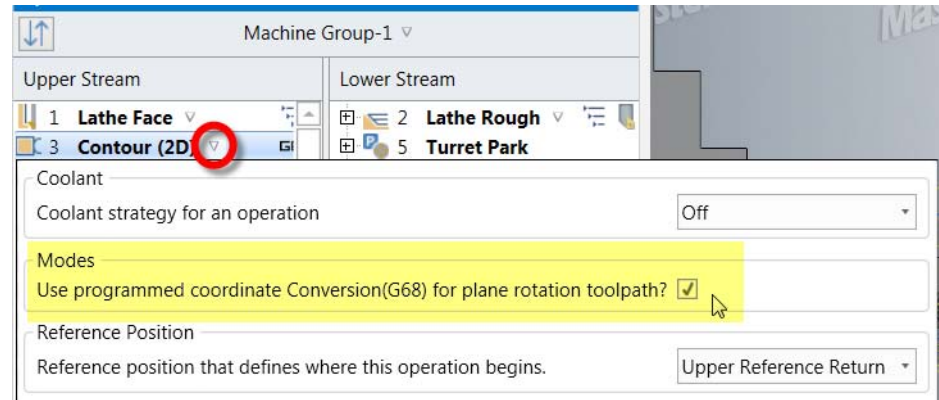 Machine Group-1
Upper Stream
Lower Stream
1 Lathe Face
2 Lathe Rough
3 Contour (2D)
5 Turret Park
Coolant
Coolant strategy for an operation
Off
Modes
Use programmed coordinate Conversion(G68) for plane rotation toolpath?
Reference Position
Reference position that defines where this operation begins.
Upper Reference Return